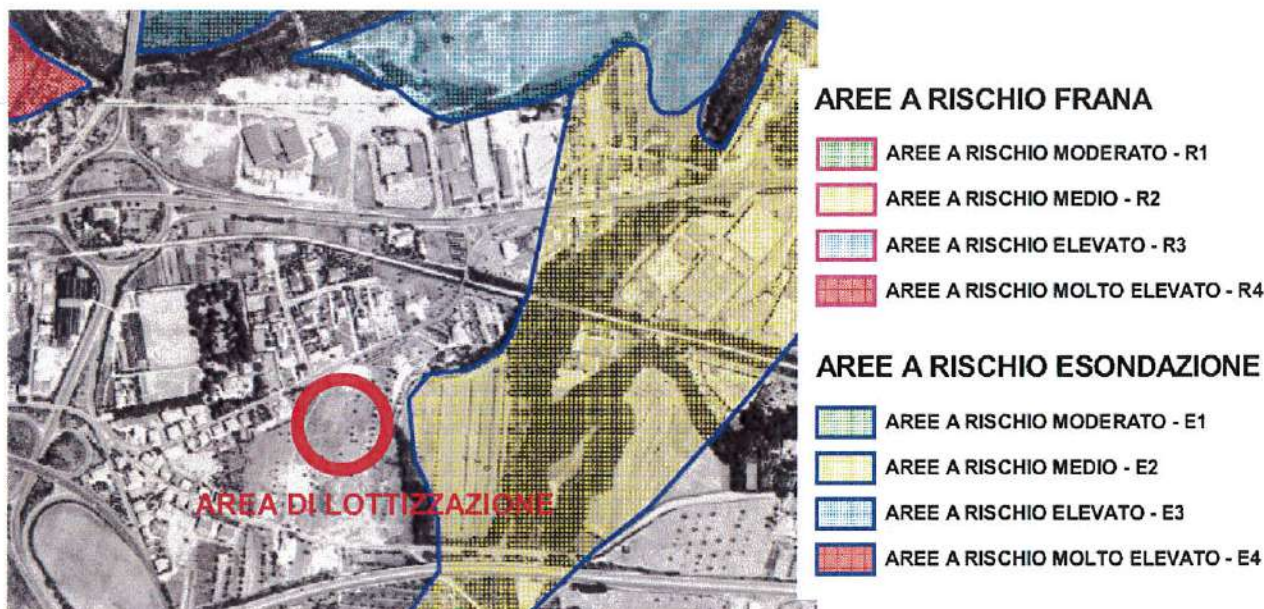 AREE A RISCHIO FRANA
AREE A RISCHIO MODERATO - R1
AREE A RISCHIO MEDIO - R2
AREE A RISCHIO ELEVATO - R3
AREE A RISCHIO MOLTO ELEVATO - R4
AREE A RISCHIO ESONDAZIONE
AREE A RISCHIO MODERATO - E1
AREE A RISCHIO MEDIO - E2
AREE A RISCHIO ELEVATO - E3
AREE A RISCHIO MOLTO ELEVATO - E4
AREA DI LOTTIZZAZIONE